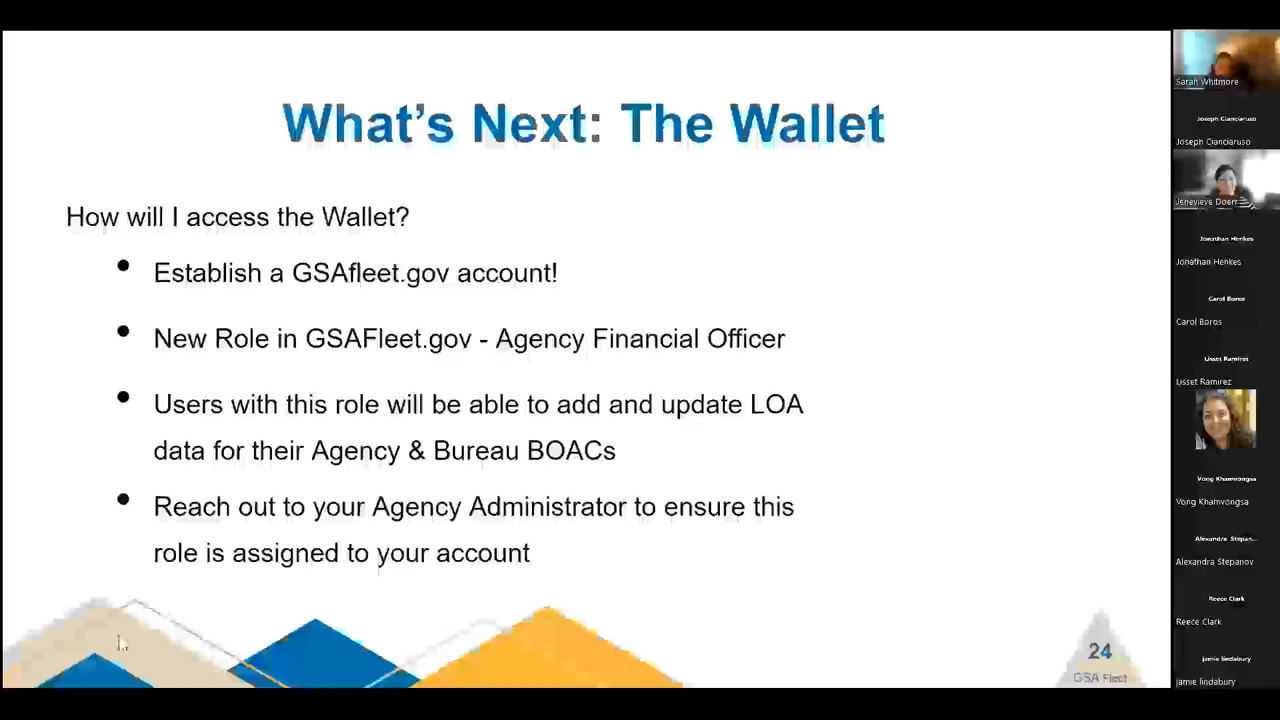 What's Next: The Wallet
How will I access the Wallet?
• Establish a GSAfleet.gov account!
• New Role in GSAFleet.gov - Agency Financial Officer
• Users with this role will be able to add and update LOA
data for their Agency & Bureau BOACs
• Reach out to your Agency Administrator to ensure this
role is assigned to your account
24
GSA Fleet
Sarah Whitmore
Joseph Cianciaruso
Joseph Cianciaruso
Jenevieve Doerr
Jonathan Henkes
Jonathan Henkes
Carol Boros
Carol Boros
Lisset Ramirez
Lisset Ramirez
Vong Khamvongsa
Vong Khamvongsa
Alexandra Stepan...
Alexandra Stepanov
Reece Clark
Reece Clark
jamie lindabury
jamie lindabury